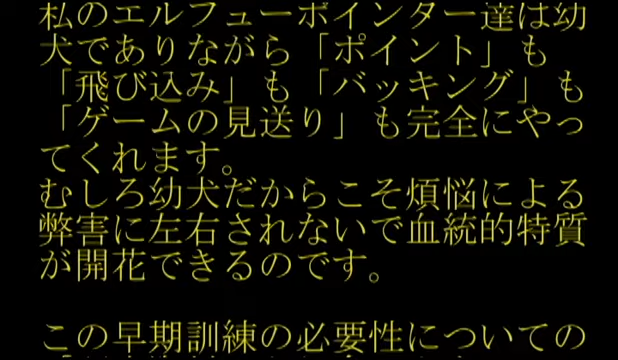 私のエルフューポインター達は幼
犬でありながら「ポイント」も
「飛び込み」も「バッキング」も
「ゲームの見送り」も完全にやっ
てくれます。
むしろ幼犬だからこそ煩悩による
弊害に左右されないで血統的特質
が開花できるのです。
この早期訓練の必要性についての